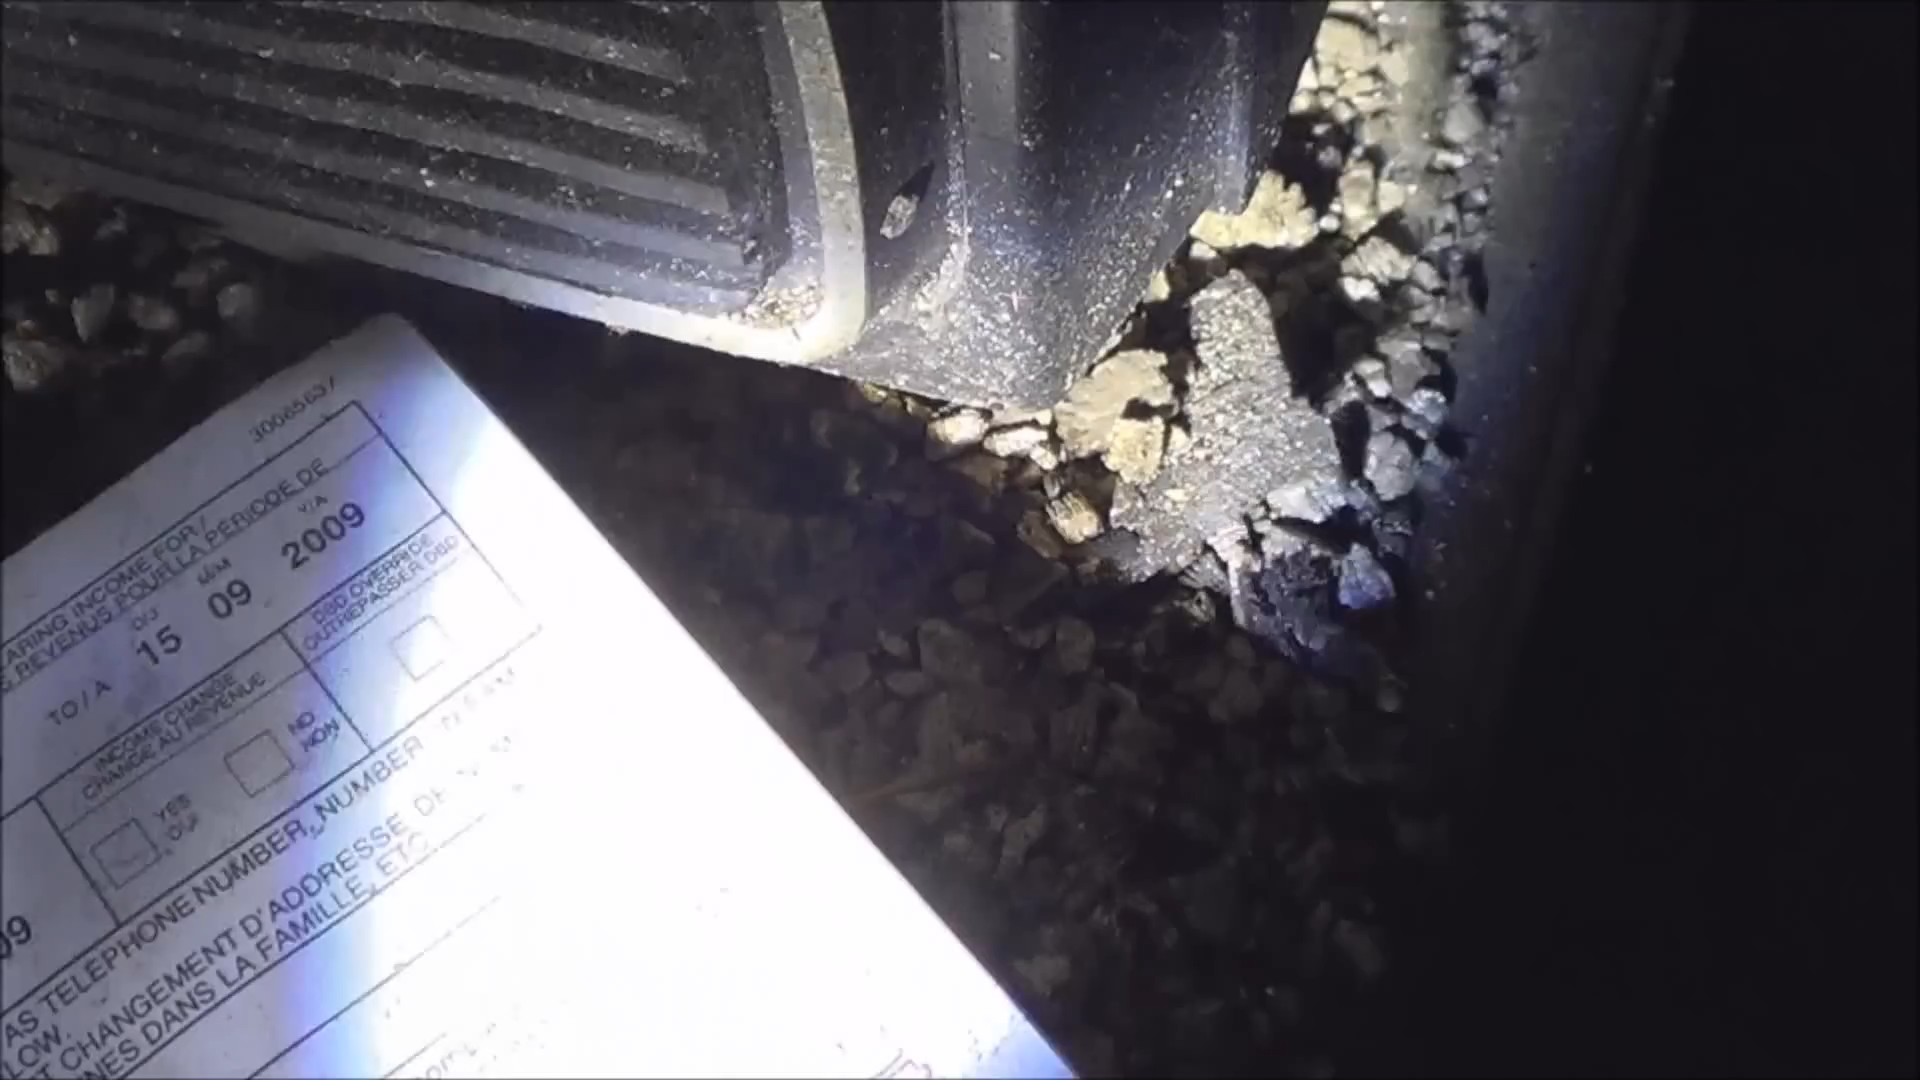 3006563/
ARING INCOME FOR/
REVENUS POUR LA PERIODE DE
D/J M/M Y/A
TO / A 15 09 2009
INCOME CHANGE
CHANGE AU REVENUE
DBD OVERRIDE
OUTREPASSER DBD
YES
OUI
NO
NON
09
AS TELEPHONE NUMBER, NUMBER
LOW.
T CHANGEMENT D'ADDRESSE DE
NES DANS LA FAMILLE, ETC